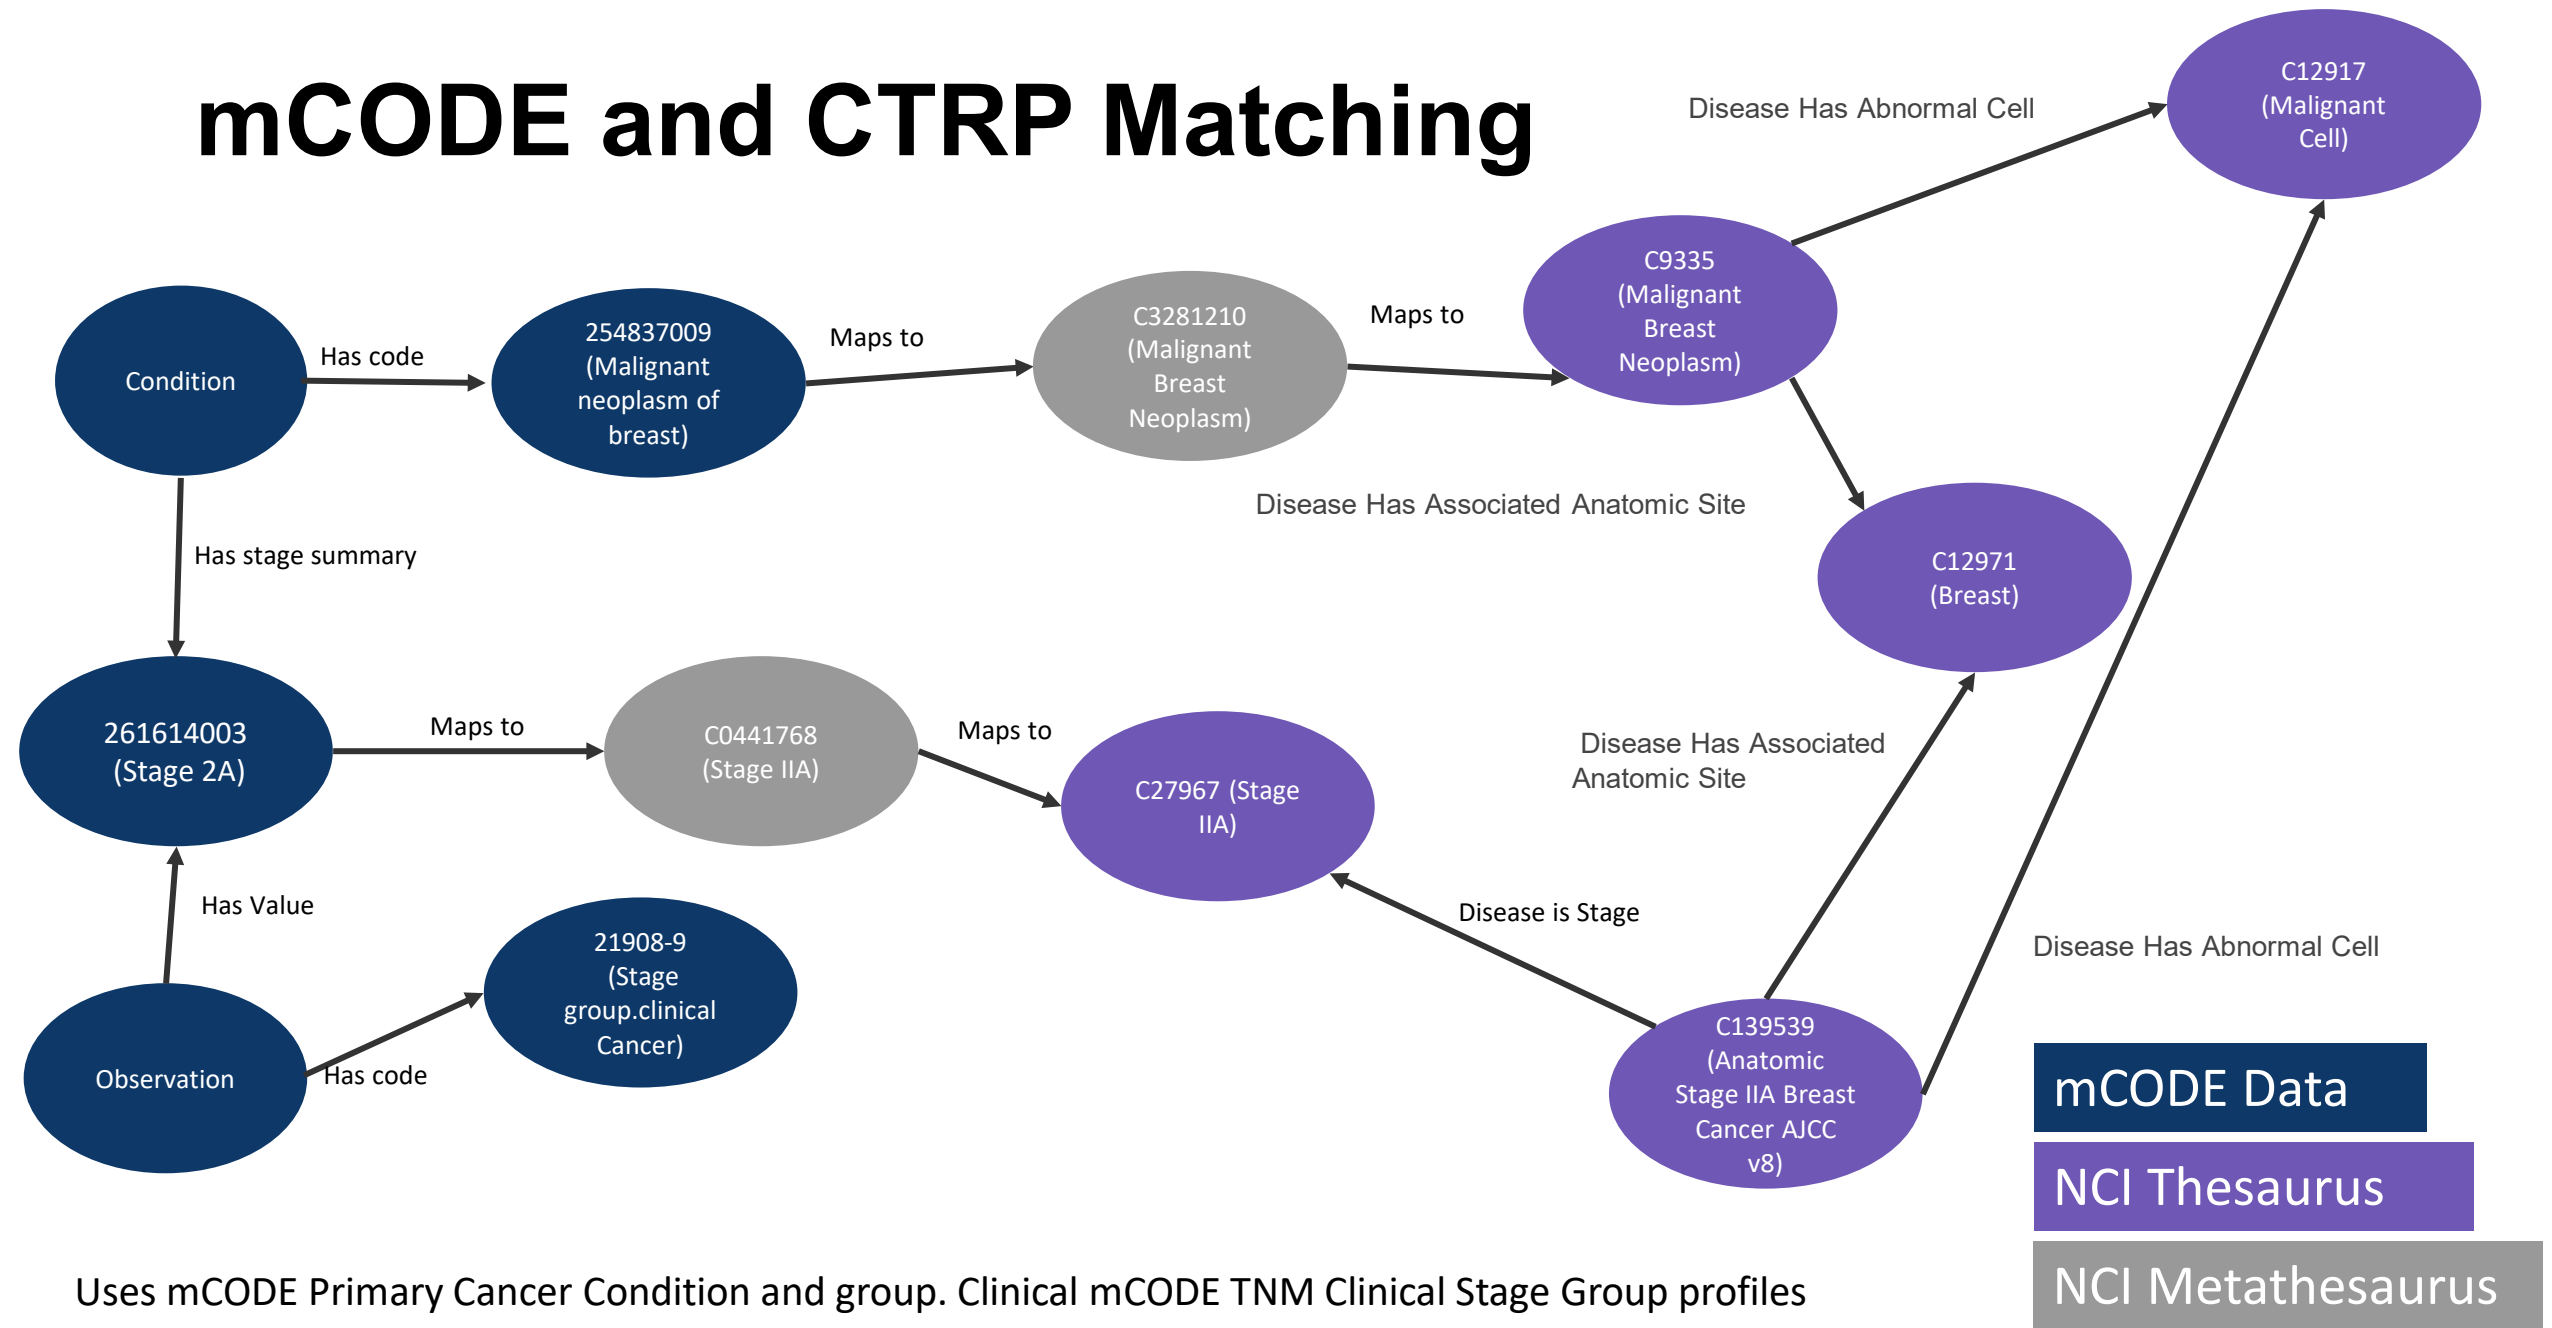 mCODE and CTRP Matching
Disease Has Abnormal Cell
C12917
(Malignant
Cell)
Condition
Has code
254837009
(Malignant
neoplasm of
breast)
Maps to
C3281210
(Malignant
Breast
Neoplasm)
Maps to
C9335
(Malignant
Breast
Neoplasm)
Disease Has Associated Anatomic Site
C12971
(Breast)
Has stage summary
261614003
(Stage 2A)
Maps to
C0441768
(Stage IIA)
Maps to
C27967 (Stage
IIA)
Disease Has Associated
Anatomic Site
Has Value
Disease is Stage
Disease Has Abnormal Cell
21908-9
(Stage
group.clinical
Cancer)
Observation
Has code
C139539
(Anatomic
Stage IIA Breast
Cancer AJCC
v8)
mCODE Data
NCI Thesaurus
NCI Metathesaurus
Uses mCODE Primary Cancer Condition and group. Clinical mCODE TNM Clinical Stage Group profiles